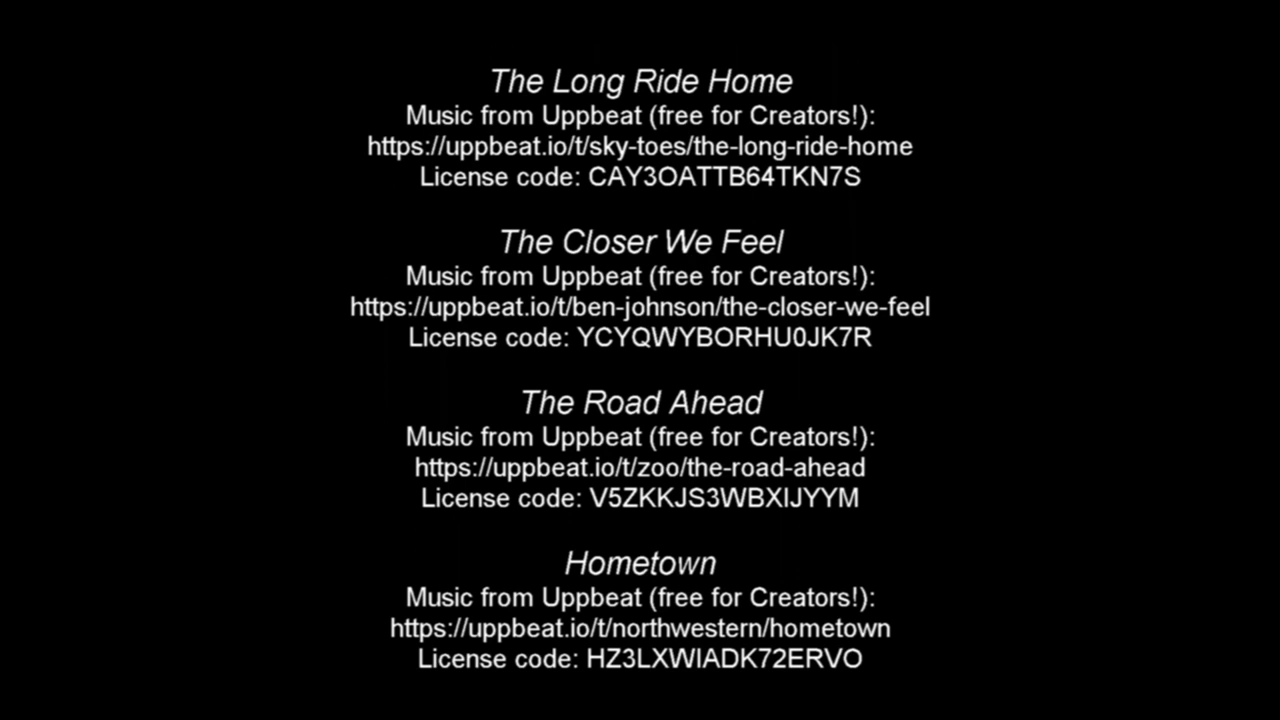 The Long Ride Home
Music from Uppbeat (free for Creators!):
https://uppbeat.io/t/sky-toes/the-long-ride-home
License code: CAY3OATTB64TKN7S
The Closer We Feel
Music from Uppbeat (free for Creators!):
https://uppbeat.io/t/ben-johnson/the-closer-we-feel
License code: YCYQWYBORHU0JK7R
The Road Ahead
Music from Uppbeat (free for Creators!):
https://uppbeat.io/t/zoo/the-road-ahead
License code: V5ZKKJS3WBXIJYYM
Hometown
Music from Uppbeat (free for Creators!):
https://uppbeat.io/t/northwestern/hometown
License code: HZ3LXWIADK72ERVO